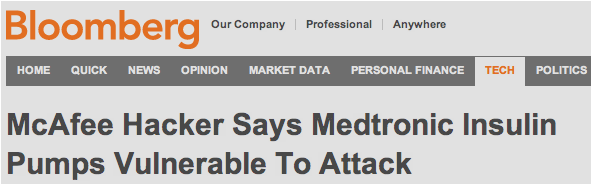 Bloomberg Our Company Professional Anywhere
HOME QUICK NEWS OPINION MARKET DATA PERSONAL FINANCE TECH POLITICS
McAfee Hacker Says Medtronic Insulin
Pumps Vulnerable To Attack